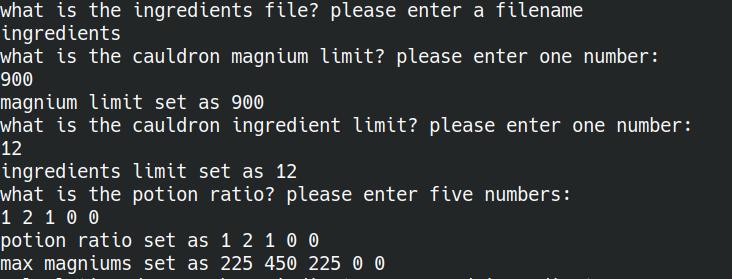 what is the ingredients file? please enter a filename
ingredients
what is the cauldron magnium limit? please enter one number:
900
magnium limit set as 900
what is the cauldron ingredient limit? please enter one number:
12
ingredients limit set as 12
what is the potion ratio? please enter five numbers:
1 2 1 0 0
potion ratio set as 1 2 1 0 0
max magniums set as 225 450 225 0 0